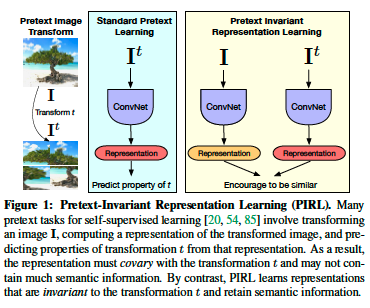 Pretext Image
Transform
I
Transform t
I^t
Standard Pretext
Learning
I^t
ConvNet
Representation
Predict property of t
Pretext Invariant
Representation Learning
I I^t
ConvNet ConvNet
Representation Representation
Encourage to be similar
Figure 1: Pretext-Invariant Representation Learning (PIRL). Many
pretext tasks for self-supervised learning [20, 54, 85] involve transforming
an image I, computing a representation of the transformed image, and pre-
dicting properties of transformation t from that representation. As a result,
the representation must covary with the transformation t and may not con-
tain much semantic information. By contrast, PIRL learns representations
that are invariant to the transformation t and retain semantic information.